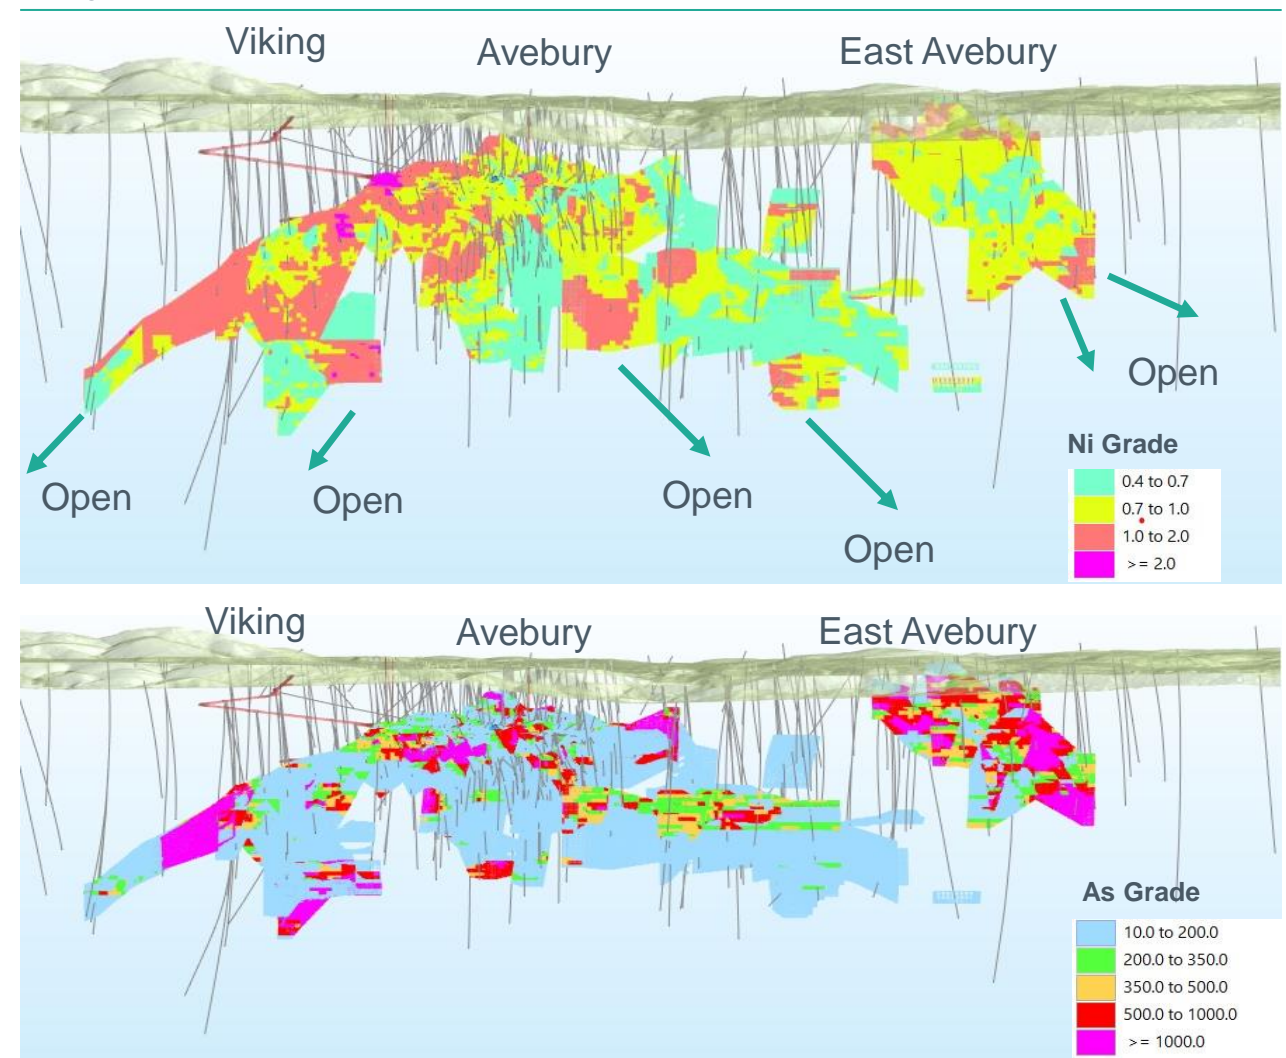 Viking
Avebury
East Avebury
Open
Open
Open
Open
Open
Ni Grade
0.4 to 0.7
0.7 to 1.0
1.0 to 2.0
>= 2.0
Viking
Avebury
East Avebury
As Grade
10.0 to 200.0
200.0 to 350.0
350.0 to 500.0
500.0 to 1000.0
>= 1000.0